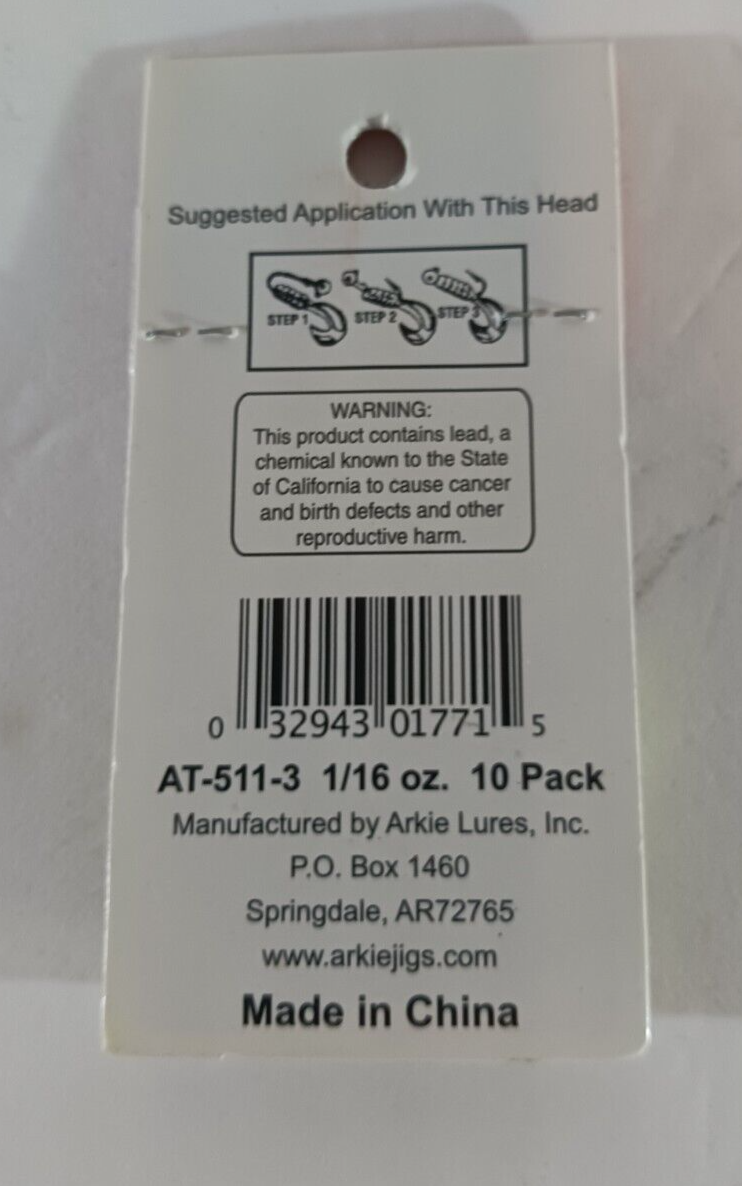 Suggested Application With This Head
STEP 1 STEP 2 STEP 3
WARNING:
This product contains lead, a
chemical known to the State
of California to cause cancer
and birth defects and other
reproductive harm.
0 32943 01771 5
AT-511-3 1/16 oz. 10 Pack
Manufactured by Arkie Lures, Inc.
P.O. Box 1460
Springdale, AR72765
www.arkiejigs.com
Made in China